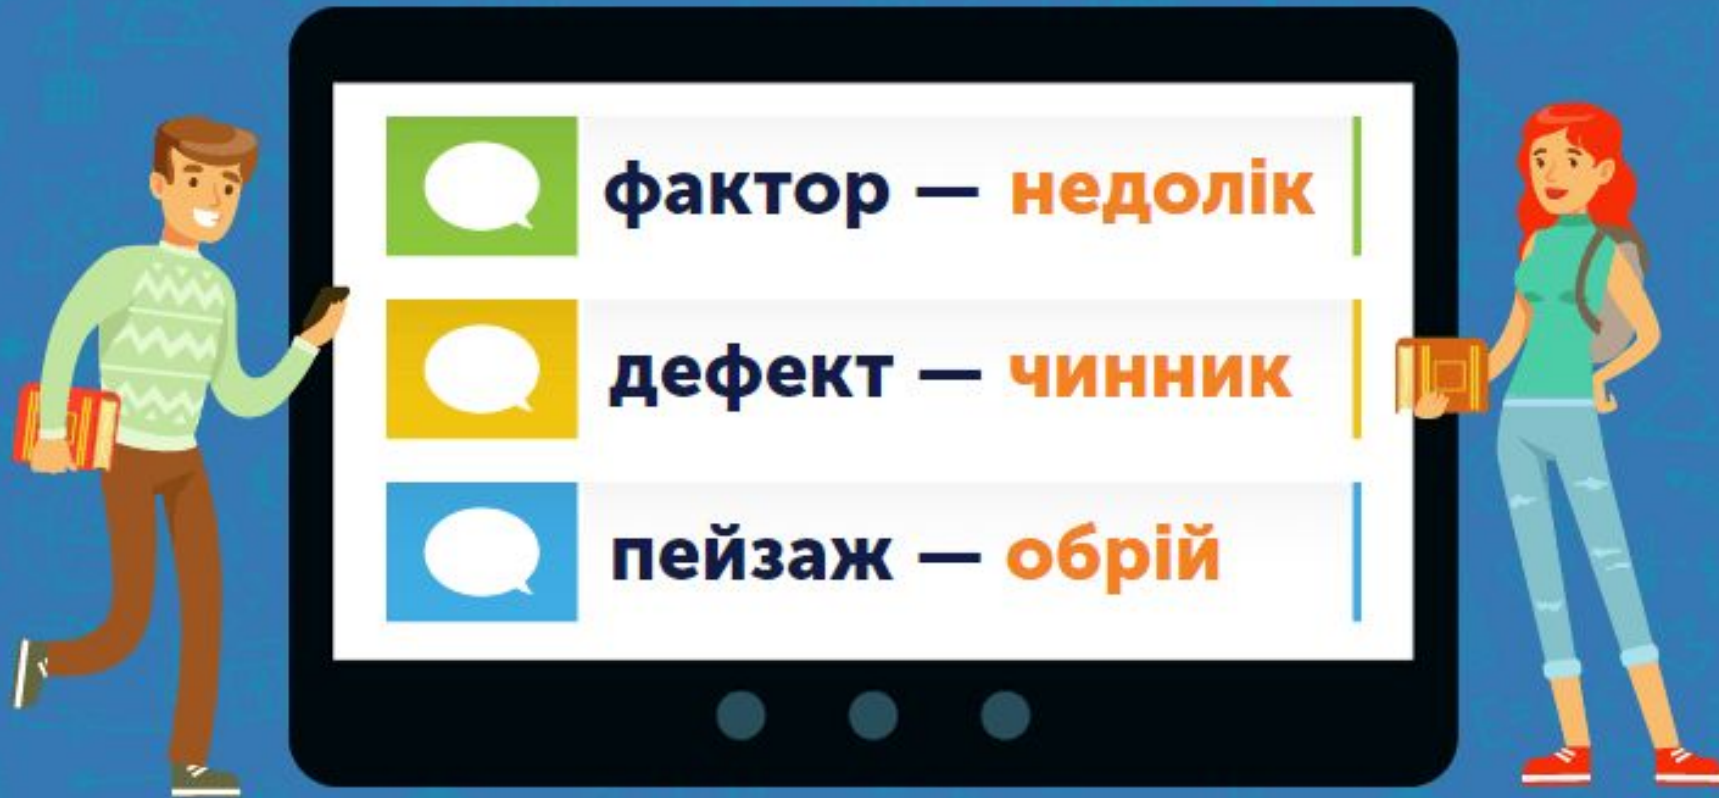 фактор — недолік
дефект — чинник
пейзаж — обрій